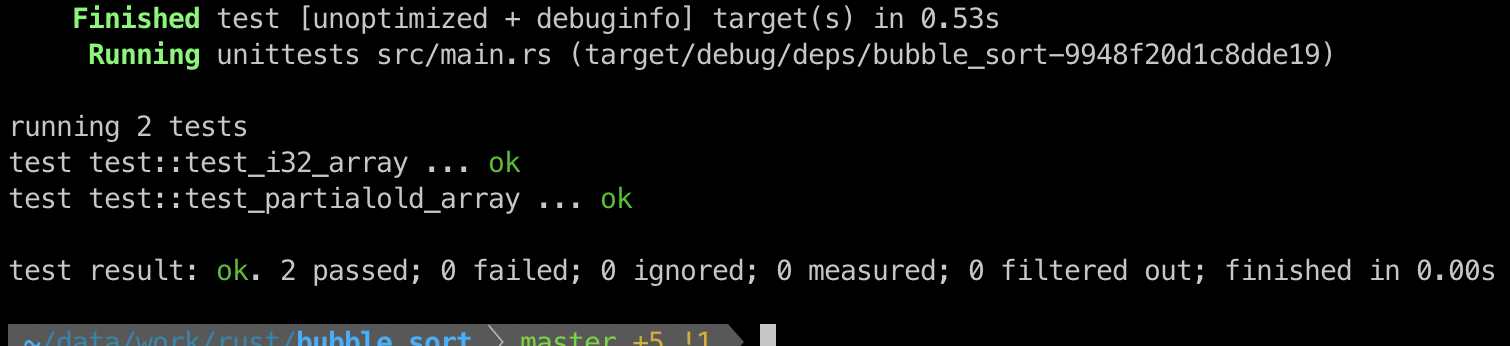 Finished test [unoptimized + debuginfo] target(s) in 0.53s
Running unittests src/main.rs (target/debug/deps/bubble_sort-9948f20d1c8dde19)
running 2 tests
test test::test_i32_array ... ok
test test::test_partialold_array ... ok
test result: ok. 2 passed; 0 failed; 0 ignored; 0 measured; 0 filtered out; finished in 0.00s
~/data/work/rust/bubble_sort master +5 !1